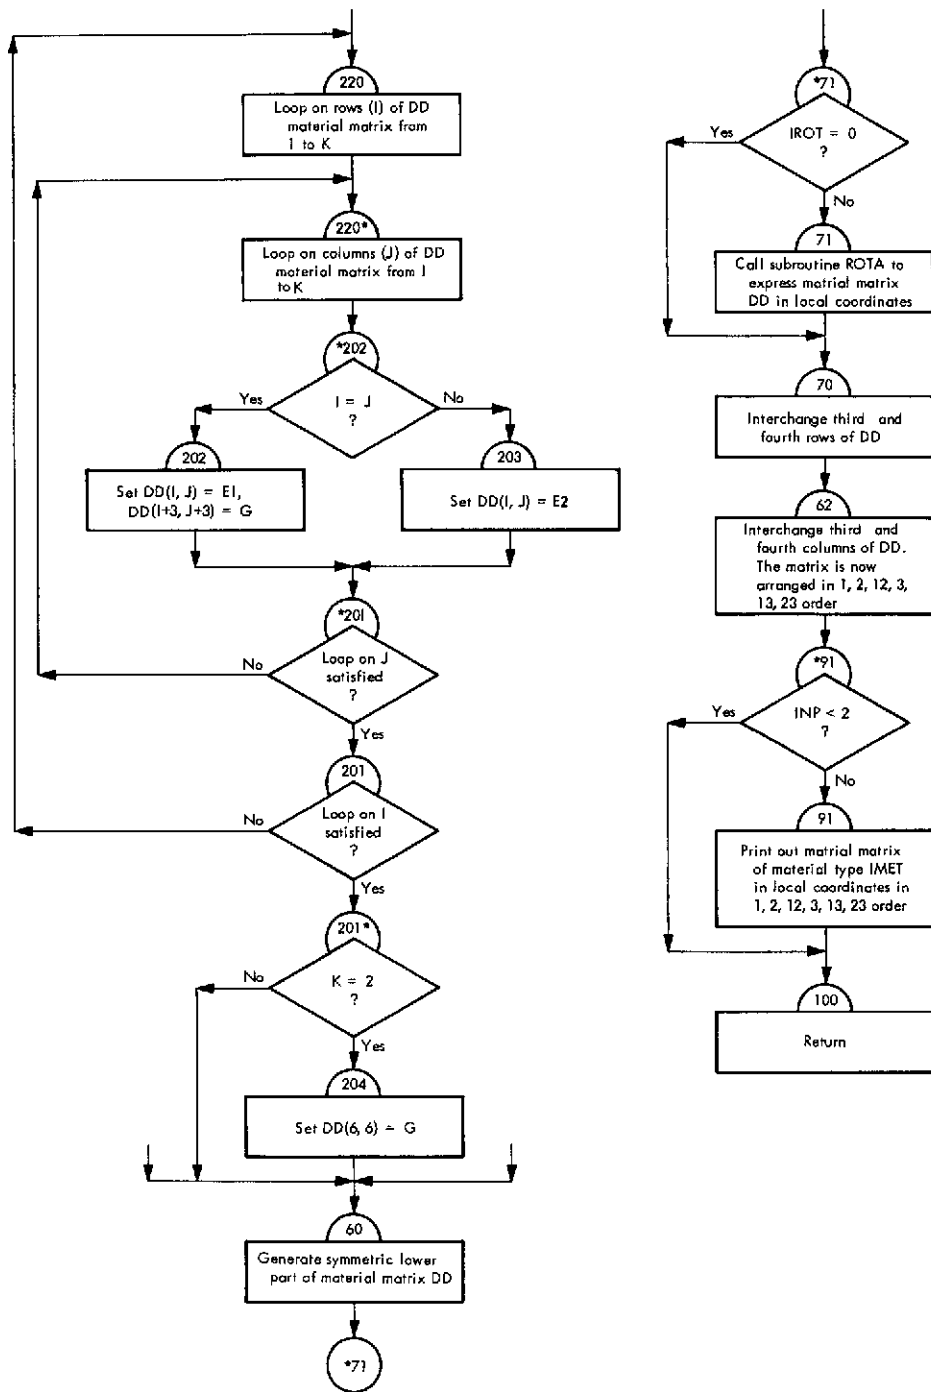 220
Loop on rows (I) of DD
material matrix from
1 to K
220*
Loop on columns (J) of DD
material matrix from I
to K
*202
I = J
?
Yes
No
202
Set DD(I, J) = E1,
DD(I+3, J+3) = G
203
Set DD(I, J) = E2
*201
Loop on J
satisfied
?
No
Yes
201
Loop on I
satisfied
?
No
Yes
201*
K = 2
?
No
Yes
204
Set DD(6, 6) = G
60
Generate symmetric lower
part of material matrix DD
*71
*71
IROT = 0
?
Yes
No
71
Call subroutine ROTA to
express matrial matrix
DD in local coordinates
70
Interchange third and
fourth rows of DD
62
Interchange third and
fourth columns of DD.
The matrix is now
arranged in 1, 2, 12, 3,
13, 23 order
*91
INP < 2
?
Yes
No
91
Print out matrial matrix
of material type IMET
in local coordinates in
1, 2, 12, 3, 13, 23 order
100
Return